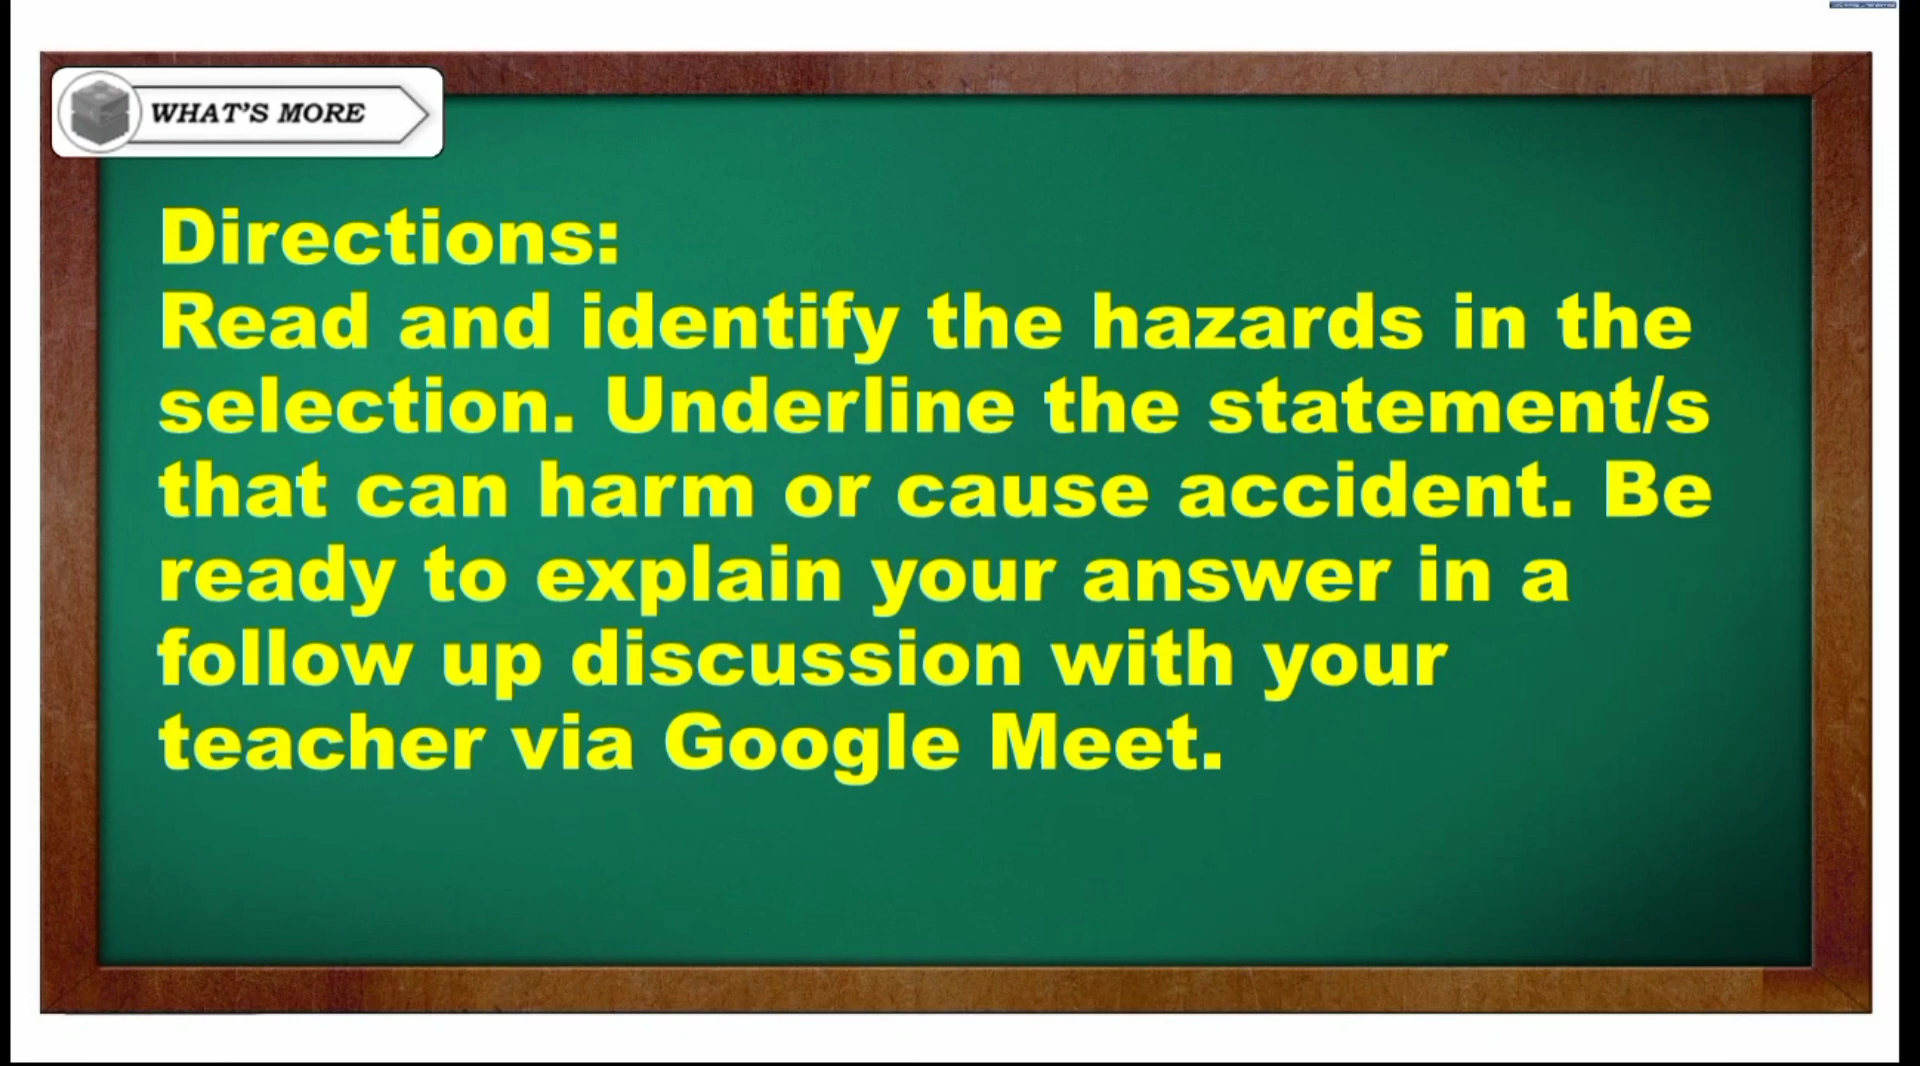 WHAT'S MORE
Directions:
Read and identify the hazards in the
selection. Underline the statement/s
that can harm or cause accident. Be
ready to explain your answer in a
follow up discussion with your
teacher via Google Meet.